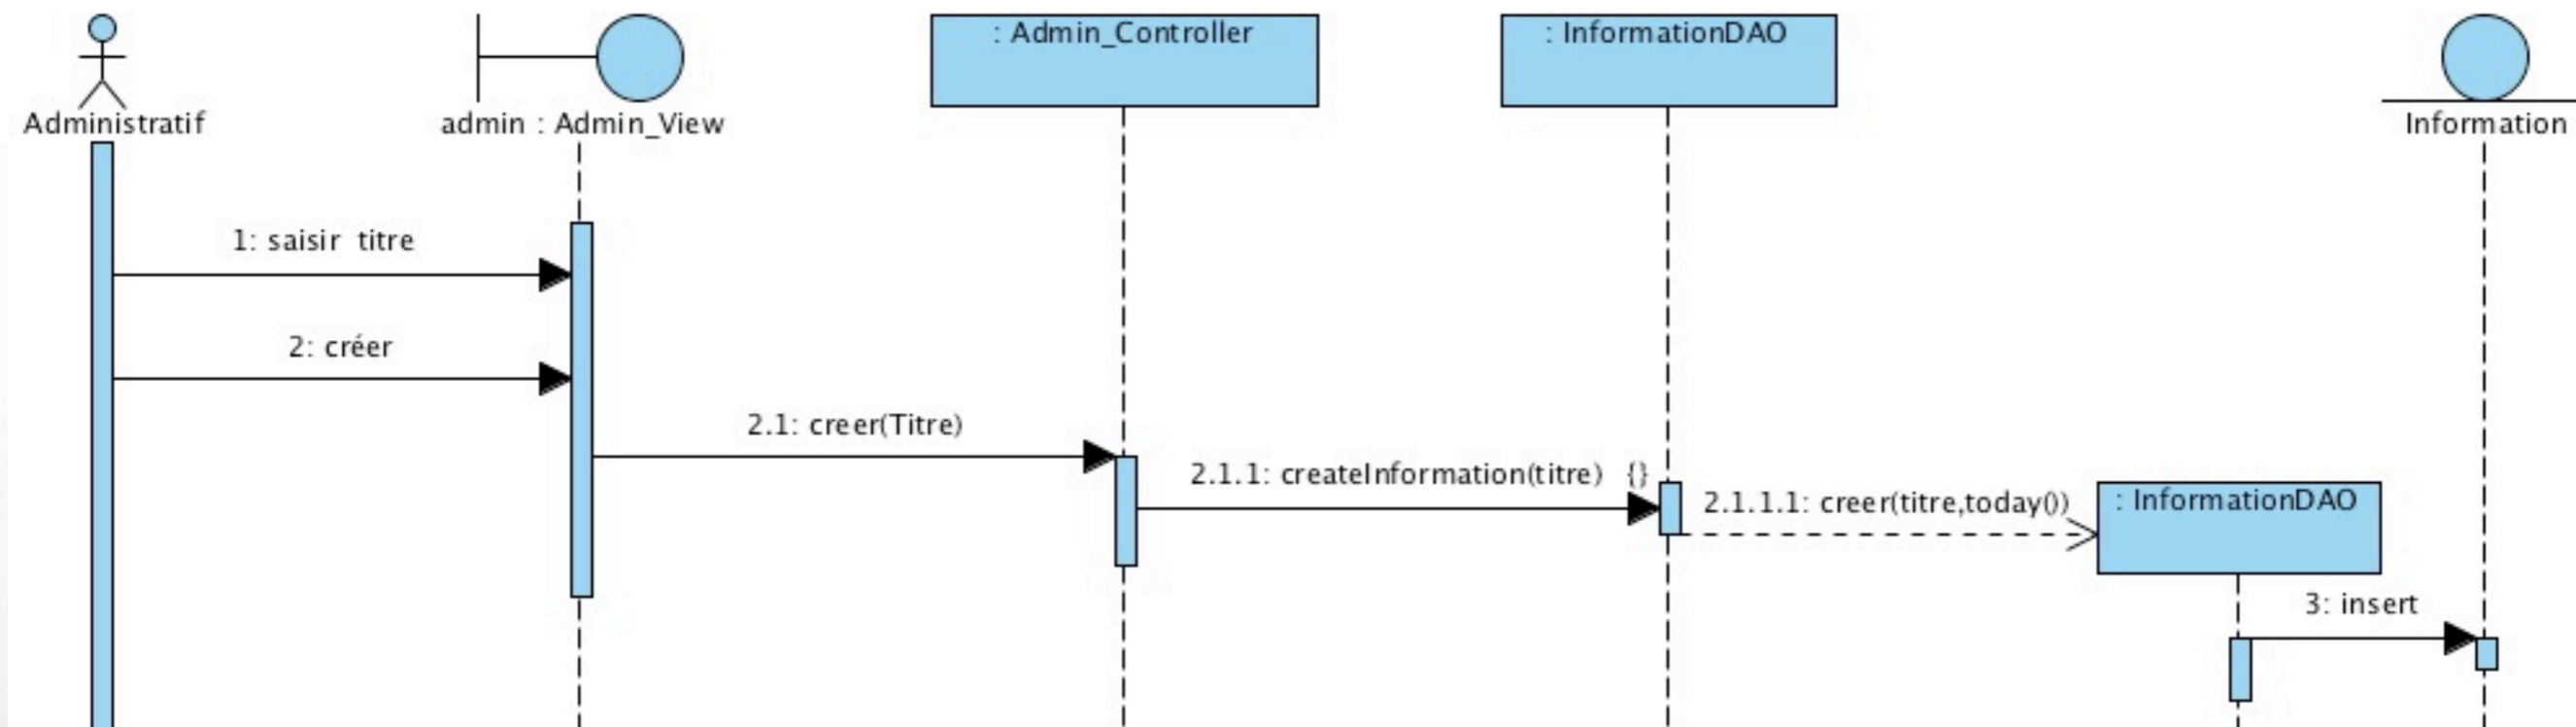 : Admin_Controller
: InformationDAO
Administratif
admin : Admin_View
Information
1: saisir titre
2: créer
2.1: creer(Titre)
2.1.1: createInformation(titre) {}
2.1.1.1: creer(titre,today())
: InformationDAO
3: insert